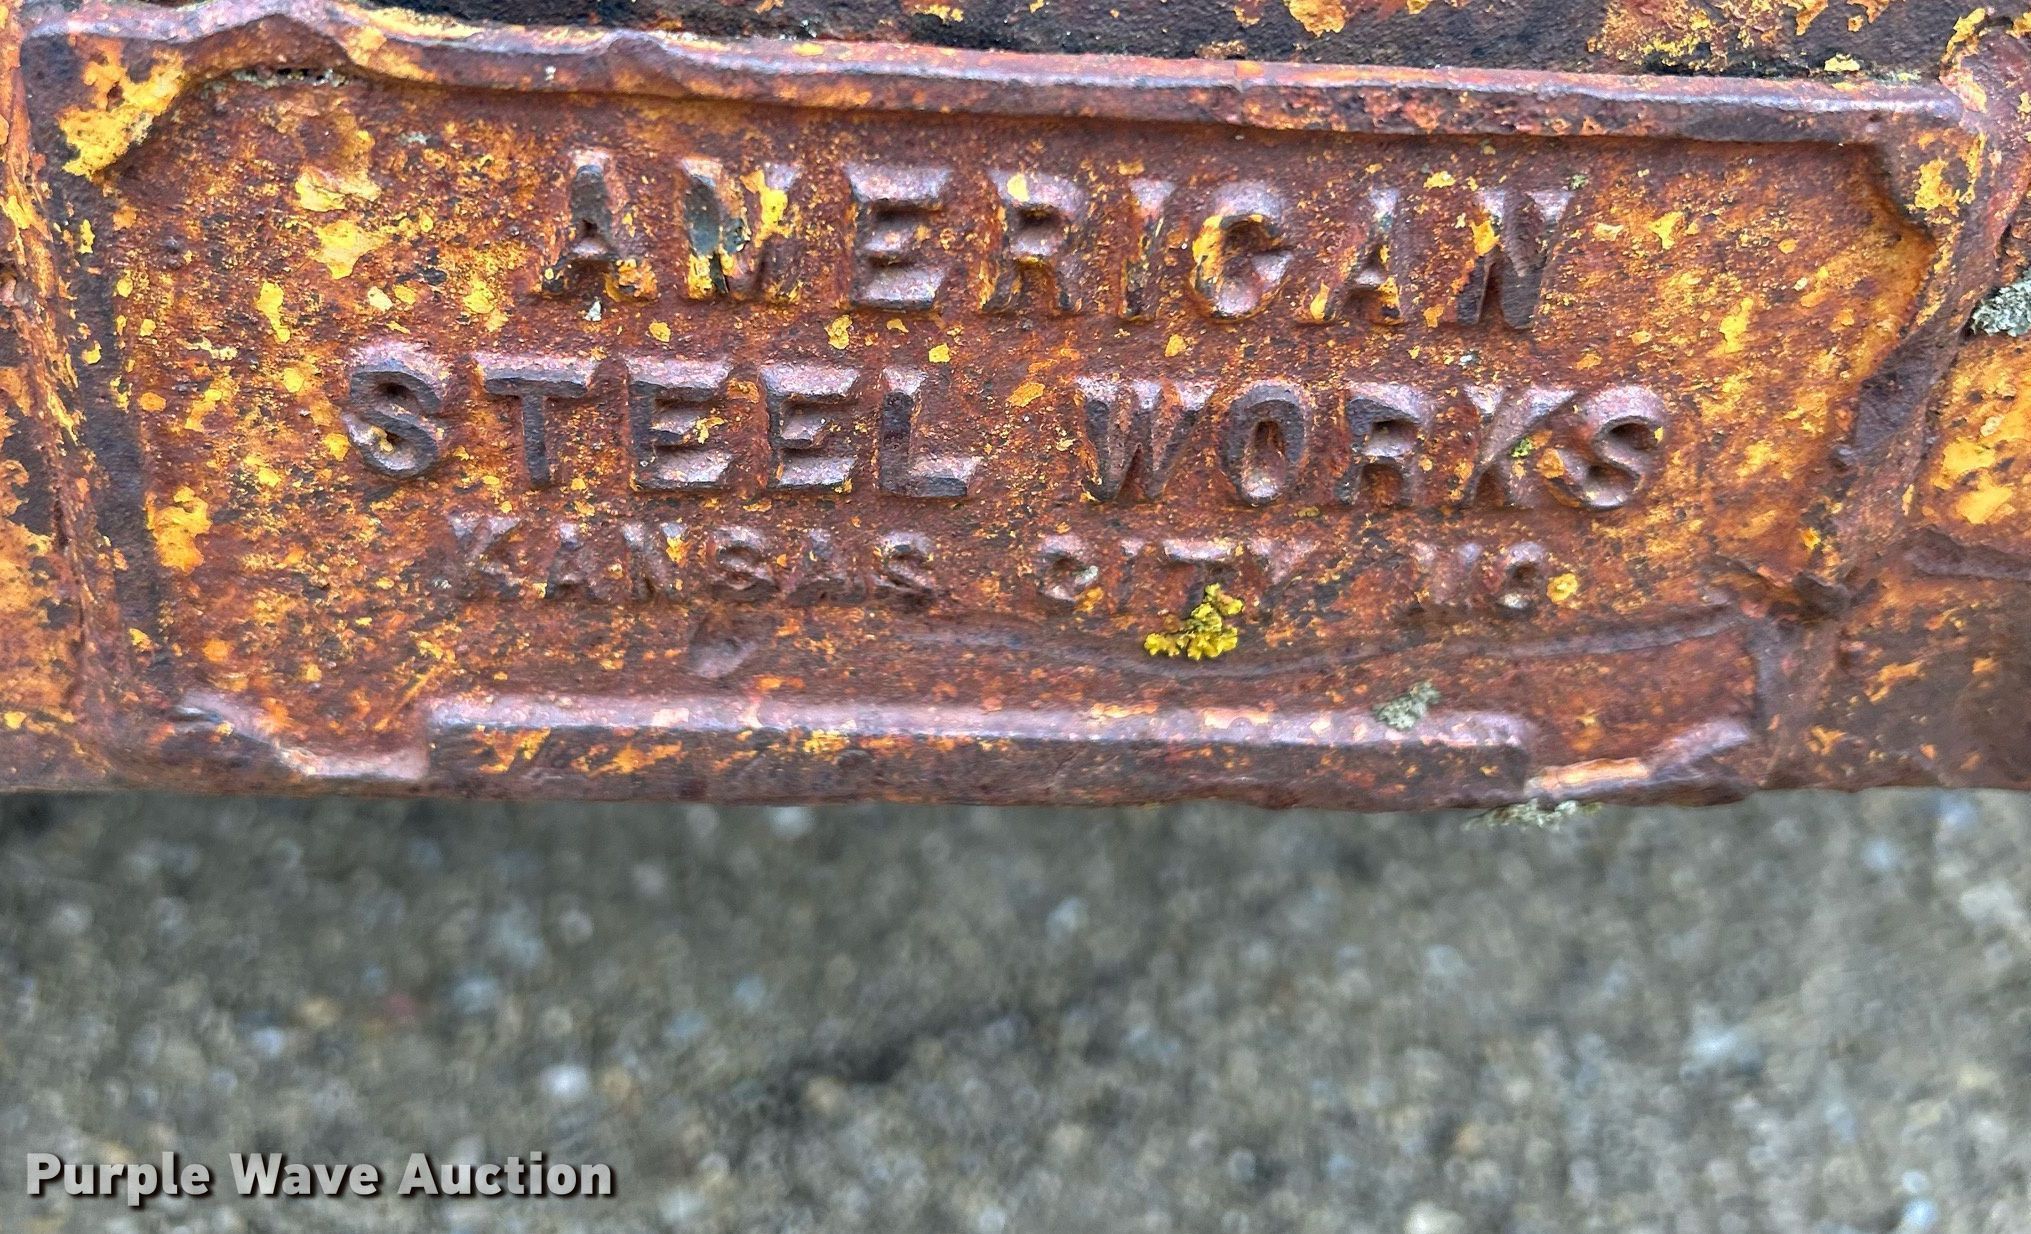 AMERICAN
STEEL WORKS
KANSAS CITY MO
Purple Wave Auction